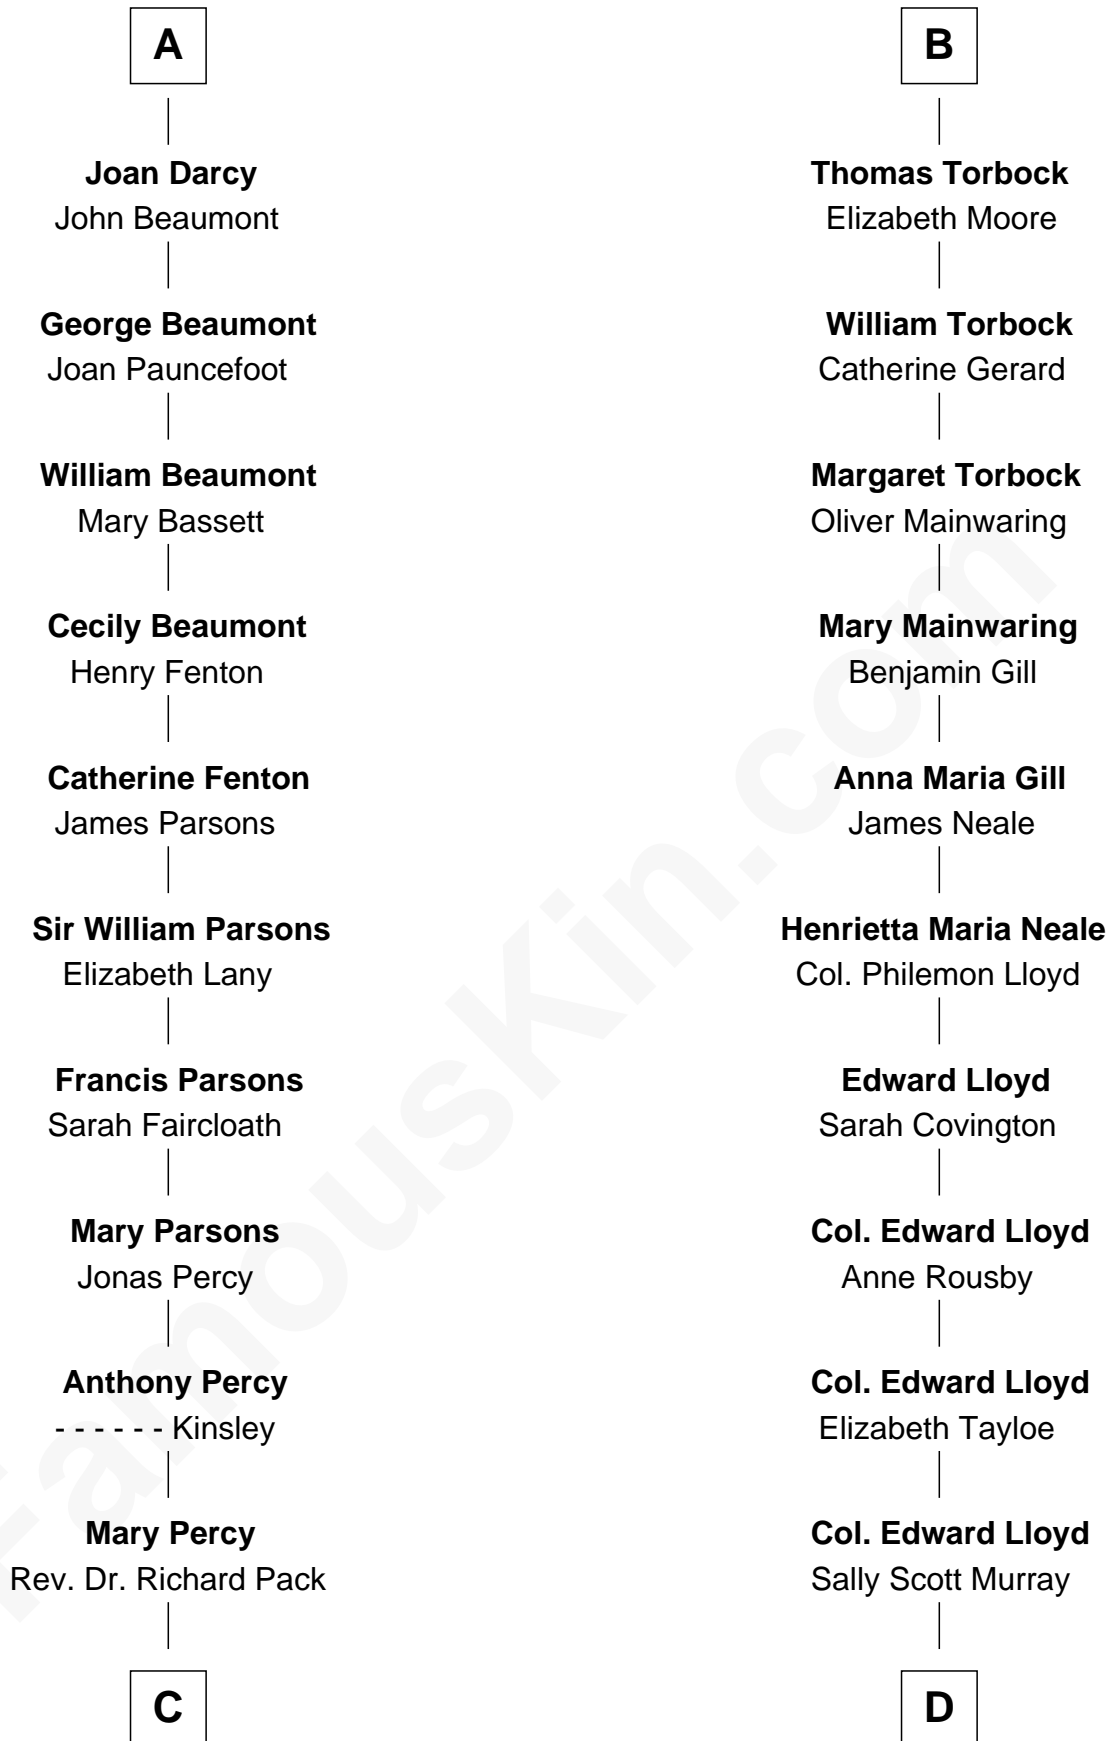 A
Joan Darcy
John Beaumont
George Beaumont
Joan Pauncefoot
William Beaumont
Mary Bassett
Cecily Beaumont
Henry Fenton
Catherine Fenton
James Parsons
Sir William Parsons
Elizabeth Lany
Francis Parsons
Sarah Faircloath
Mary Parsons
Jonas Percy
Anthony Percy
- - - - - - Kinsley
Mary Percy
Rev. Dr. Richard Pack
C
B
Thomas Torbock
Elizabeth Moore
William Torbock
Catherine Gerard
Margaret Torbock
Oliver Mainwaring
Mary Mainwaring
Benjamin Gill
Anna Maria Gill
James Neale
Henrietta Maria Neale
Col. Philemon Lloyd
Edward Lloyd
Sarah Covington
Col. Edward Lloyd
Anne Rousby
Col. Edward Lloyd
Elizabeth Tayloe
Col. Edward Lloyd
Sally Scott Murray
D
FamousKin.com